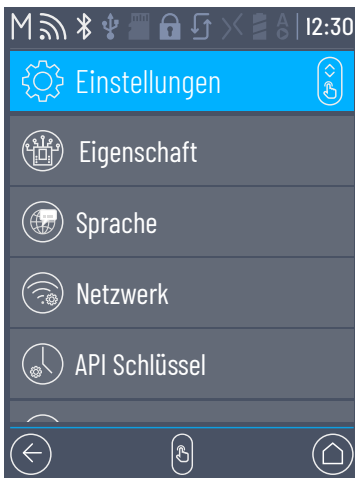 M 12:30
Einstellungen
Eigenschaft
Sprache
Netzwerk
API Schlüssel